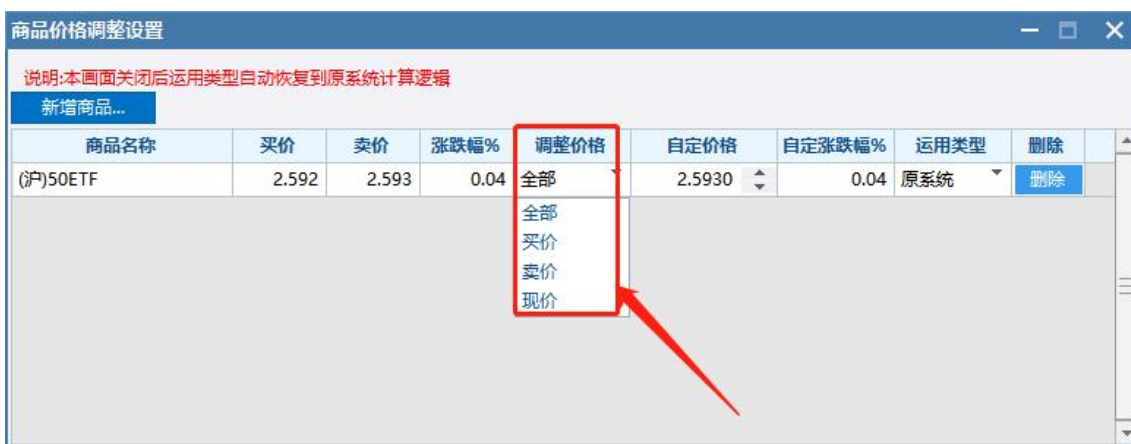 商品价格调整设置
说明:本画面关闭后运用类型自动恢复到原系统计算逻辑
新增商品...
商品名称 买价 卖价 涨跌幅% 调整价格 自定价格 自定涨跌幅% 运用类型 删除
(沪)50ETF 2.592 2.593 0.04 全部 2.5930 0.04 原系统 删除
全部
买价
卖价
现价